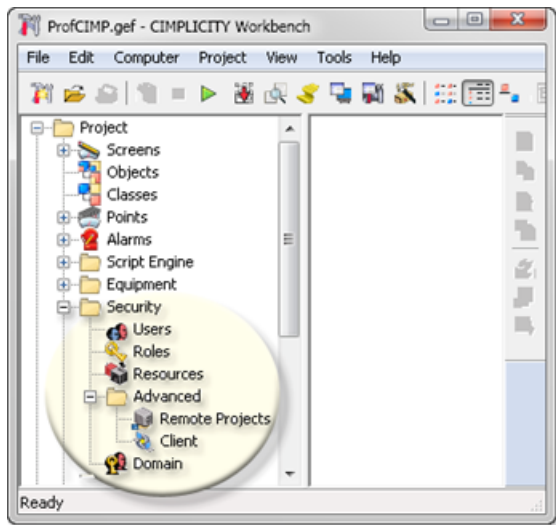 ProfCIMP.gef - CIMPLICITY Workbench
File Edit Computer Project View Tools Help
Project
Screens
Objects
Classes
Points
Alarms
Script Engine
Equipment
Security
Users
Roles
Resources
Advanced
Remote Projects
Client
Domain
Ready